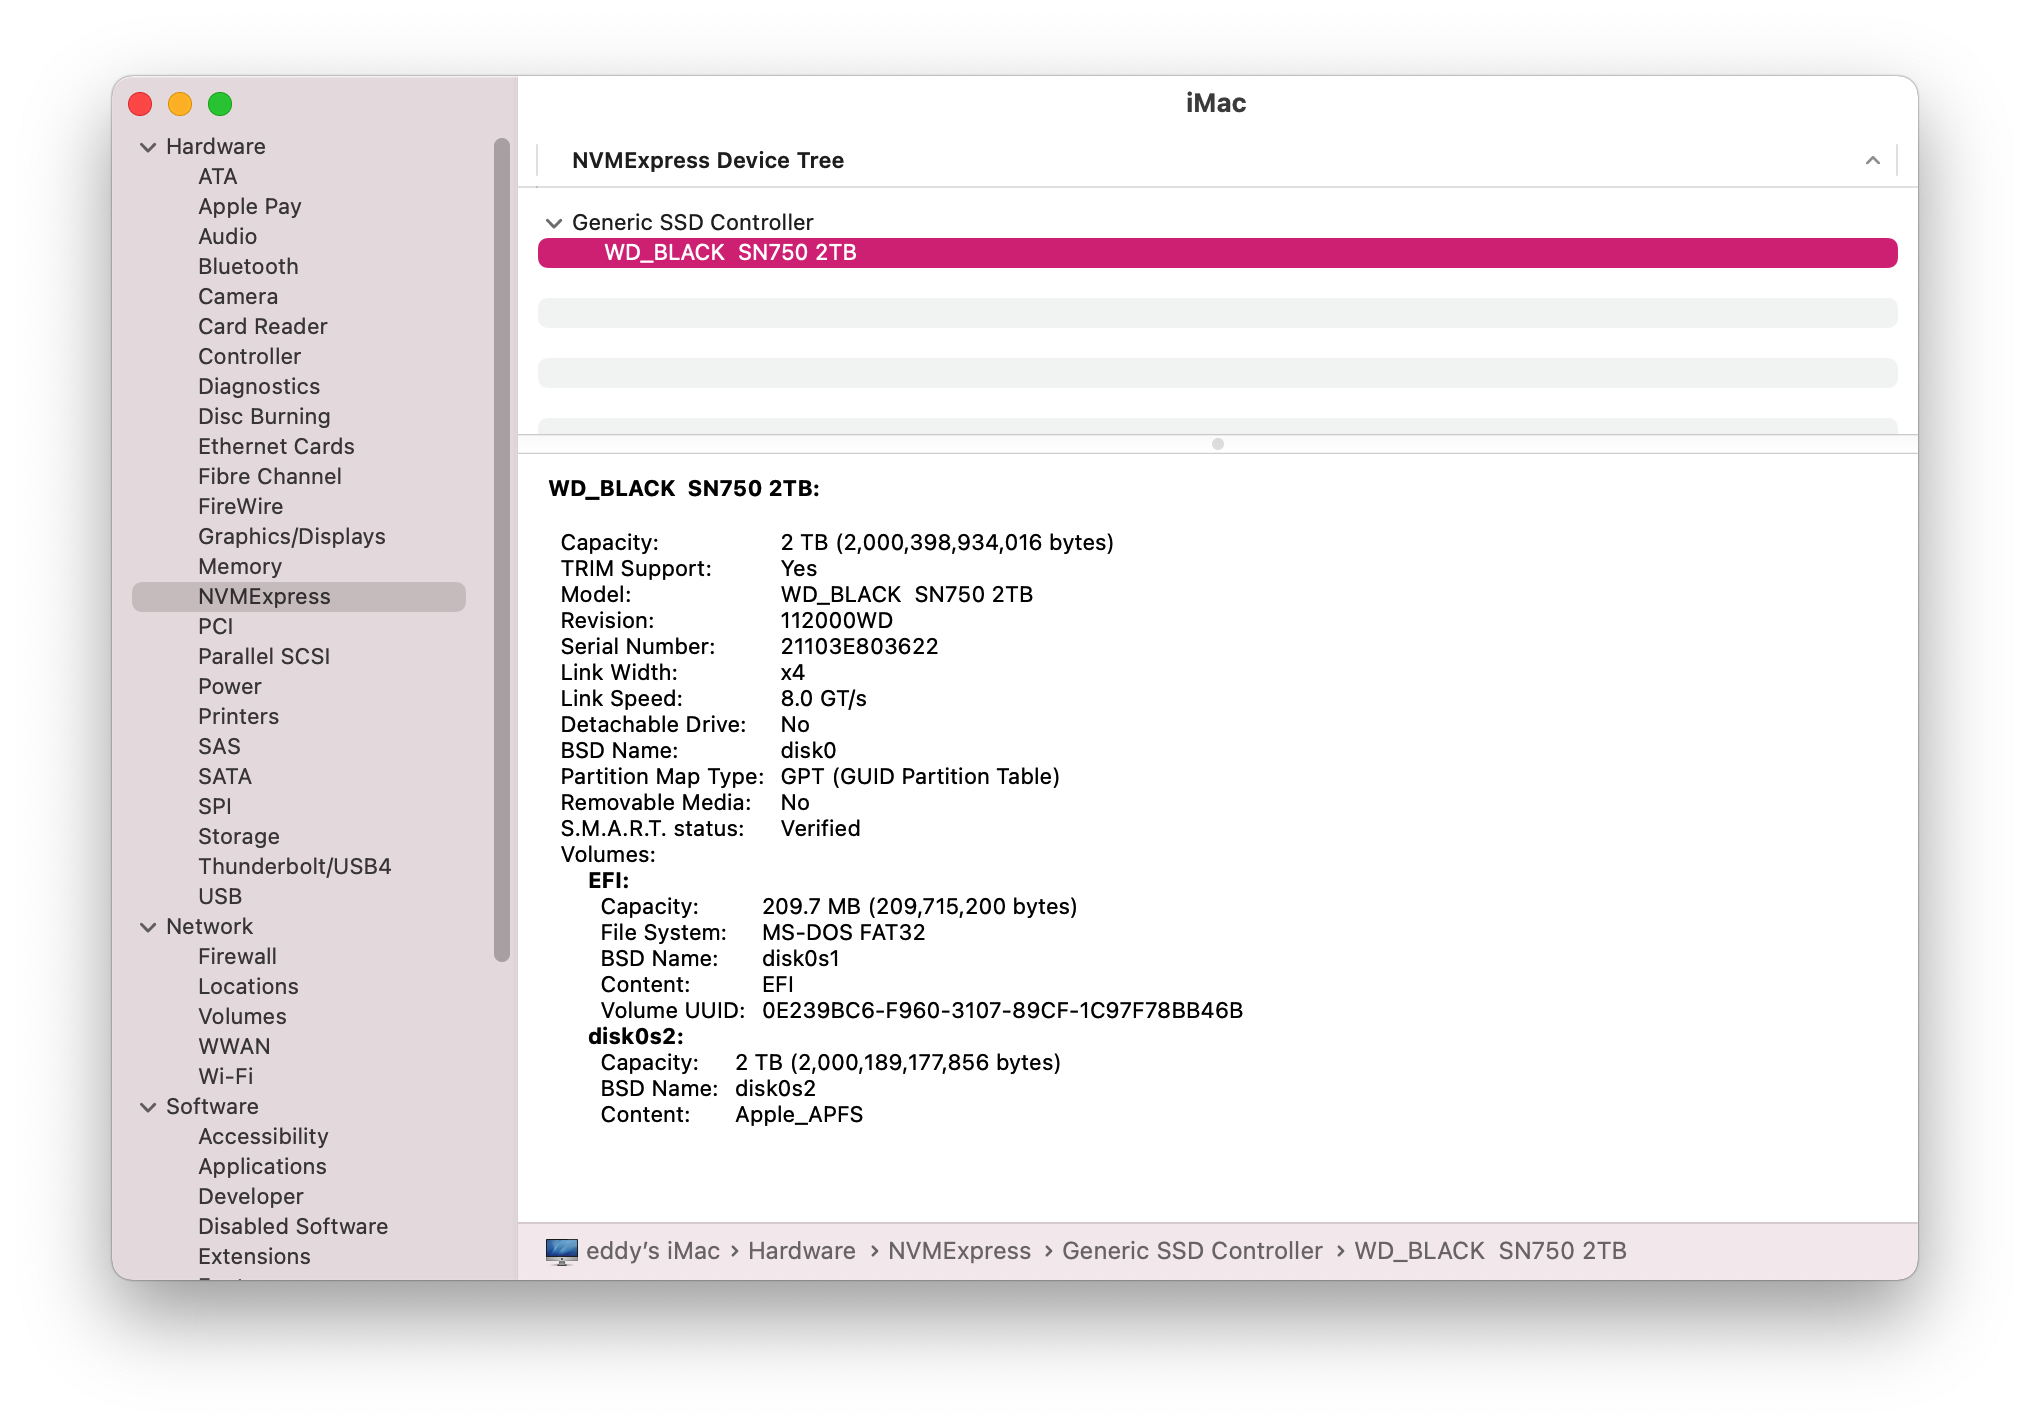 iMac
Hardware
ATA
Apple Pay
Audio
Bluetooth
Camera
Card Reader
Controller
Diagnostics
Disc Burning
Ethernet Cards
Fibre Channel
FireWire
Graphics/Displays
Memory
NVMExpress
PCI
Parallel SCSI
Power
Printers
SAS
SATA
SPI
Storage
Thunderbolt/USB4
USB
Network
Firewall
Locations
Volumes
WWAN
Wi-Fi
Software
Accessibility
Applications
Developer
Disabled Software
Extensions
NVMExpress Device Tree
Generic SSD Controller
WD_BLACK  SN750 2TB
WD_BLACK  SN750 2TB:
Capacity: 2 TB (2,000,398,934,016 bytes)
TRIM Support: Yes
Model: WD_BLACK  SN750 2TB
Revision: 112000WD
Serial Number: 21103E803622
Link Width: x4
Link Speed: 8.0 GT/s
Detachable Drive: No
BSD Name: disk0
Partition Map Type: GPT (GUID Partition Table)
Removable Media: No
S.M.A.R.T. status: Verified
Volumes:
EFI:
Capacity: 209.7 MB (209,715,200 bytes)
File System: MS-DOS FAT32
BSD Name: disk0s1
Content: EFI
Volume UUID: 0E239BC6-F960-3107-89CF-1C97F78BB46B
disk0s2:
Capacity: 2 TB (2,000,189,177,856 bytes)
BSD Name: disk0s2
Content: Apple_APFS
eddy’s iMac › Hardware › NVMExpress › Generic SSD Controller › WD_BLACK  SN750 2TB